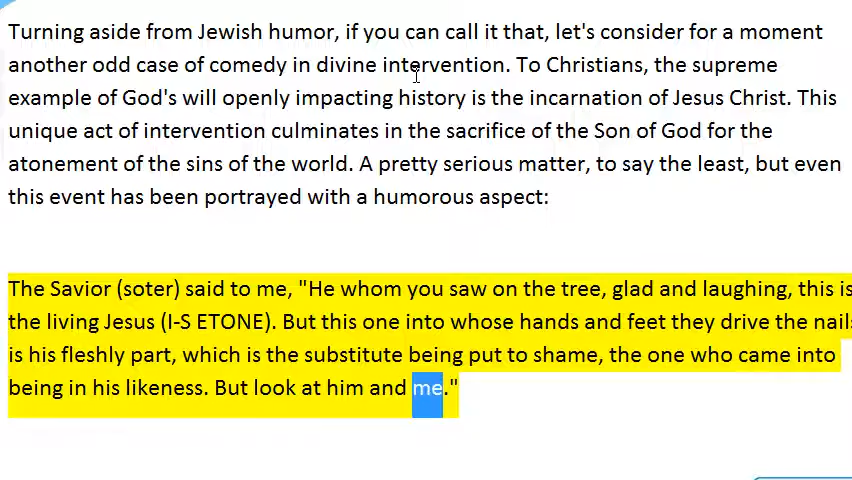 Turning aside from Jewish humor, if you can call it that, let's consider for a moment
another odd case of comedy in divine intervention. To Christians, the supreme
example of God's will openly impacting history is the incarnation of Jesus Christ. This
unique act of intervention culminates in the sacrifice of the Son of God for the
atonement of the sins of the world. A pretty serious matter, to say the least, but even
this event has been portrayed with a humorous aspect:
The Savior (soter) said to me, "He whom you saw on the tree, glad and laughing, this is
the living Jesus (I-S ETONE). But this one into whose hands and feet they drive the nail
is his fleshly part, which is the substitute being put to shame, the one who came into
being in his likeness. But look at him and me."